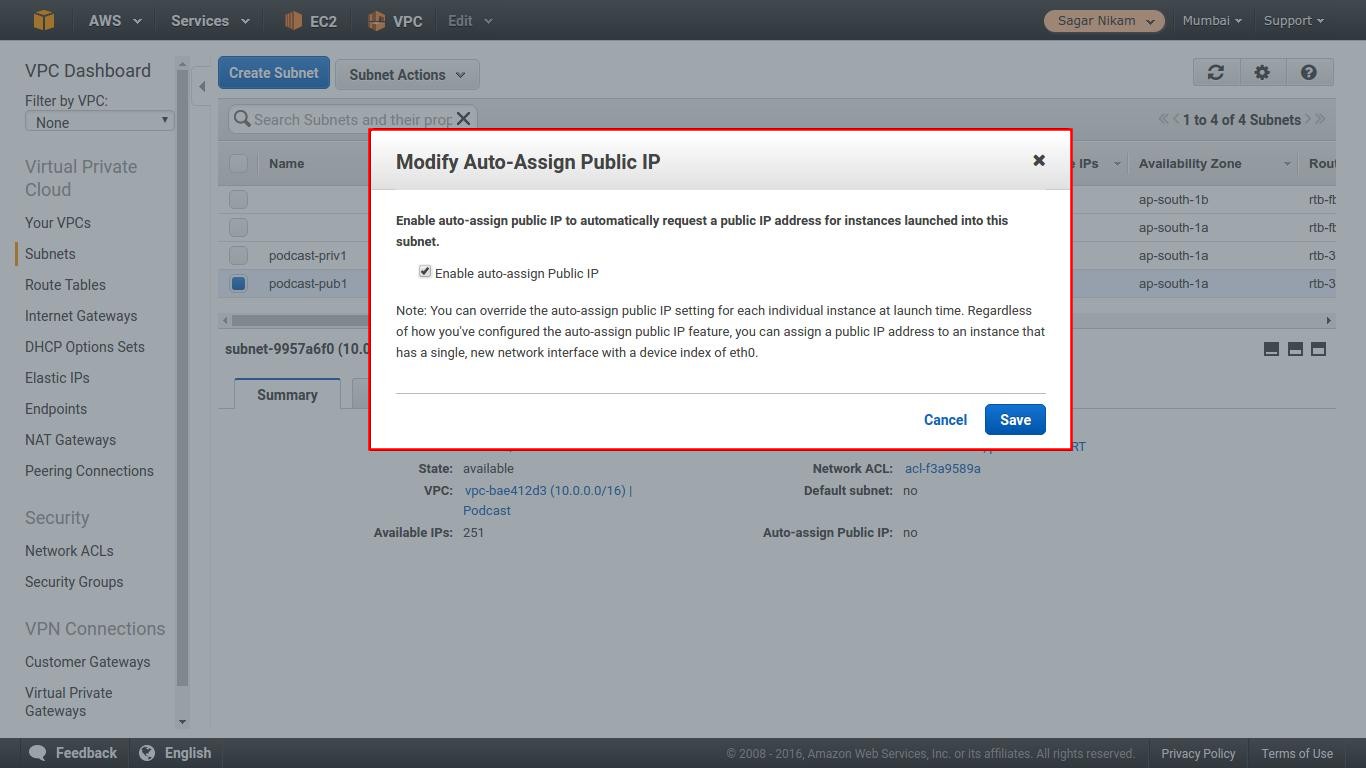 AWS Services EC2 VPC Edit Sagar Nikam Mumbai Support
VPC Dashboard
Filter by VPC:
None
Virtual Private
Cloud
Your VPCs
Subnets
Route Tables
Internet Gateways
DHCP Options Sets
Elastic IPs
Endpoints
NAT Gateways
Peering Connections
Security
Network ACLs
Security Groups
VPN Connections
Customer Gateways
Virtual Private
Gateways
Create Subnet Subnet Actions
Search Subnets and their prop
1 to 4 of 4 Subnets
Name IPs Availability Zone Rout
ap-south-1b rtb-fb
ap-south-1a rtb-fb
podcast-priv1 ap-south-1a rtb-3
podcast-pub1 ap-south-1a rtb-3
subnet-9957a6f0 (10.0
Summary
Modify Auto-Assign Public IP
Enable auto-assign public IP to automatically request a public IP address for instances launched into this
subnet.
Enable auto-assign Public IP
Note: You can override the auto-assign public IP setting for each individual instance at launch time. Regardless
of how you've configured the auto-assign public IP feature, you can assign a public IP address to an instance that
has a single, new network interface with a device index of eth0.
Cancel Save
RT
State: available Network ACL: acl-f3a9589a
VPC: vpc-bae412d3 (10.0.0.0/16) | Default subnet: no
Podcast
Available IPs: 251 Auto-assign Public IP: no
Feedback English © 2008 - 2016, Amazon Web Services, Inc. or its affiliates. All rights reserved. Privacy Policy Terms of Use